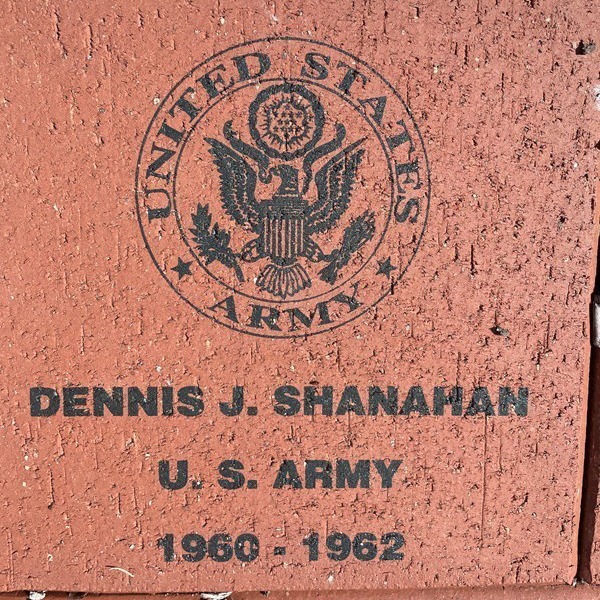 UNITED STATES
ARMY
DENNIS J. SHANAHAN
U. S. ARMY
1960 - 1962